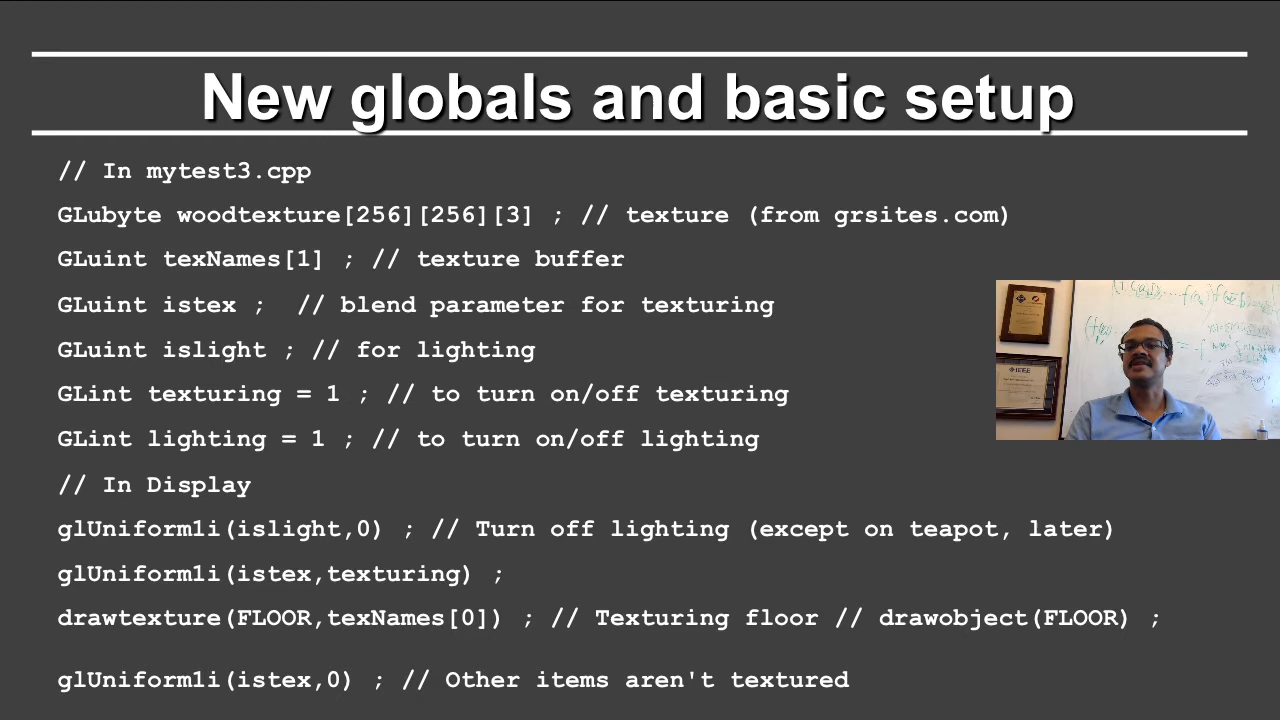 New globals and basic setup
// In mytest3.cpp
GLubyte woodtexture[256][256][3] ; // texture (from grsites.com)
GLuint texNames[1] ; // texture buffer
GLuint istex ;  // blend parameter for texturing
GLuint islight ; // for lighting
GLint texturing = 1 ; // to turn on/off texturing
GLint lighting = 1 ; // to turn on/off lighting
// In Display
glUniform1i(islight,0) ; // Turn off lighting (except on teapot, later)
glUniform1i(istex,texturing) ;
drawtexture(FLOOR,texNames[0]) ; // Texturing floor // drawobject(FLOOR) ;
glUniform1i(istex,0) ; // Other items aren't textured
IEEE